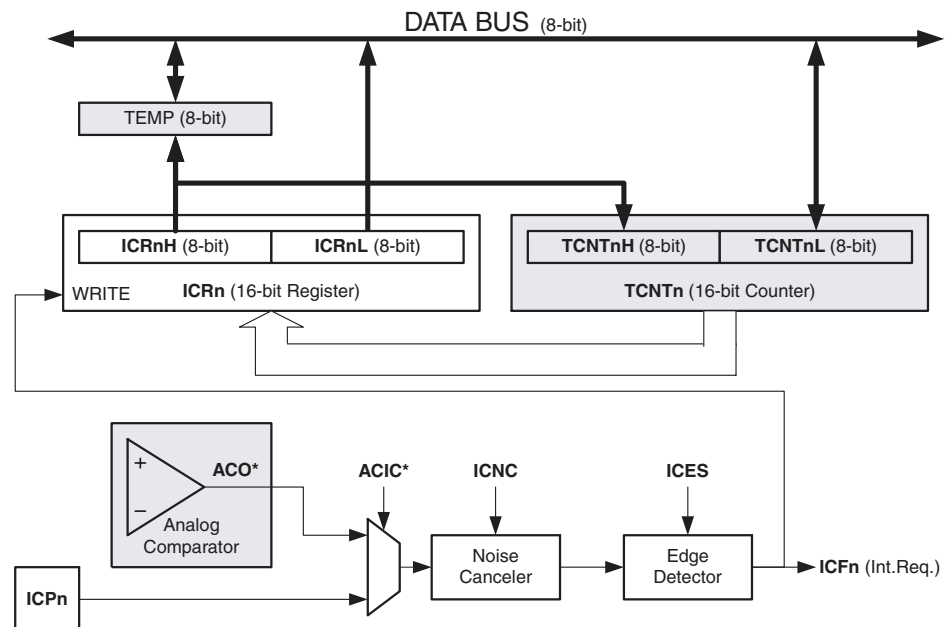 DATA BUS (8-bit)
TEMP (8-bit)
ICRnH (8-bit) ICRnL (8-bit) TCNTnH (8-bit) TCNTnL (8-bit)
WRITE ICRn (16-bit Register) TCNTn (16-bit Counter)
+
ACO* ACIC* ICNC ICES
−
Analog
Comparator
Noise
Canceler
Edge
Detector
ICFn (Int.Req.)
ICPn